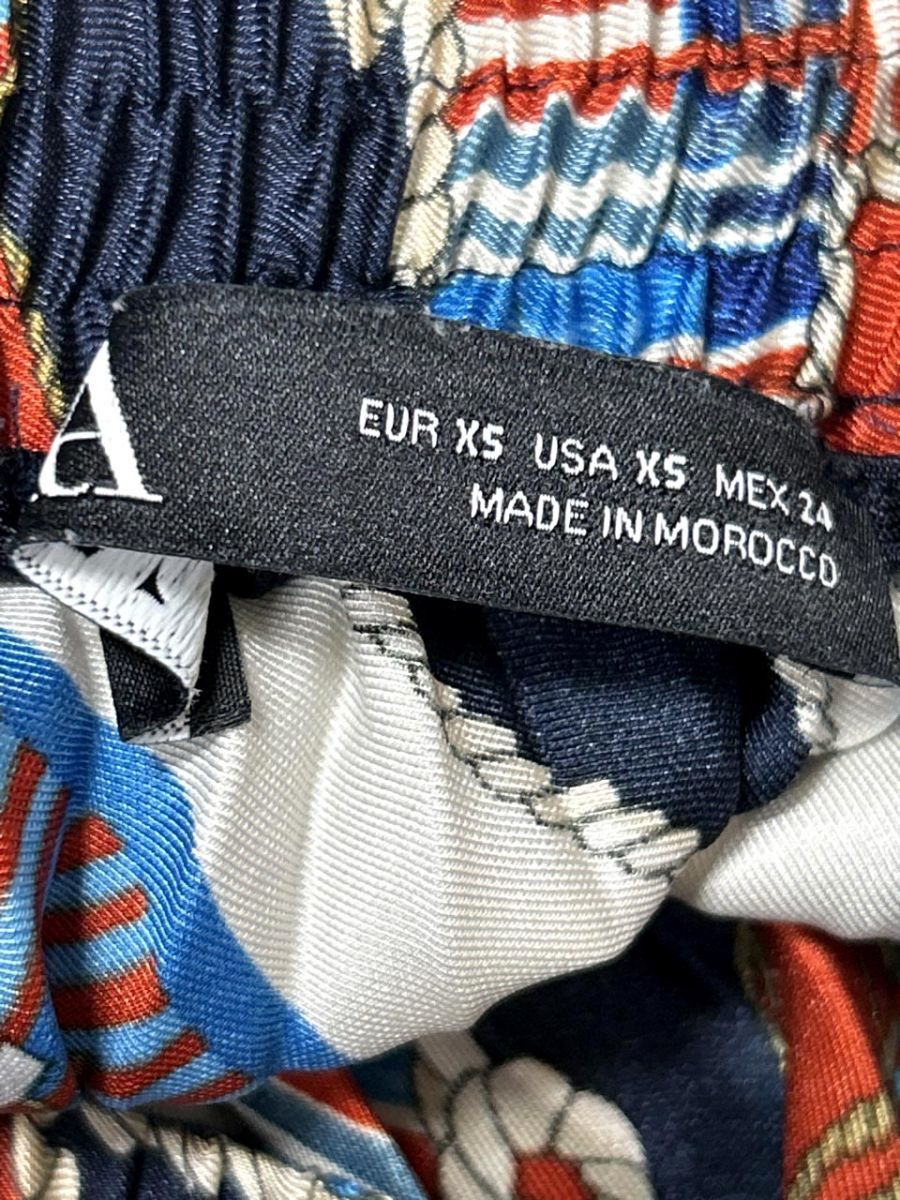 A
EUR XS USA XS MEX 24
MADE IN MOROCCO